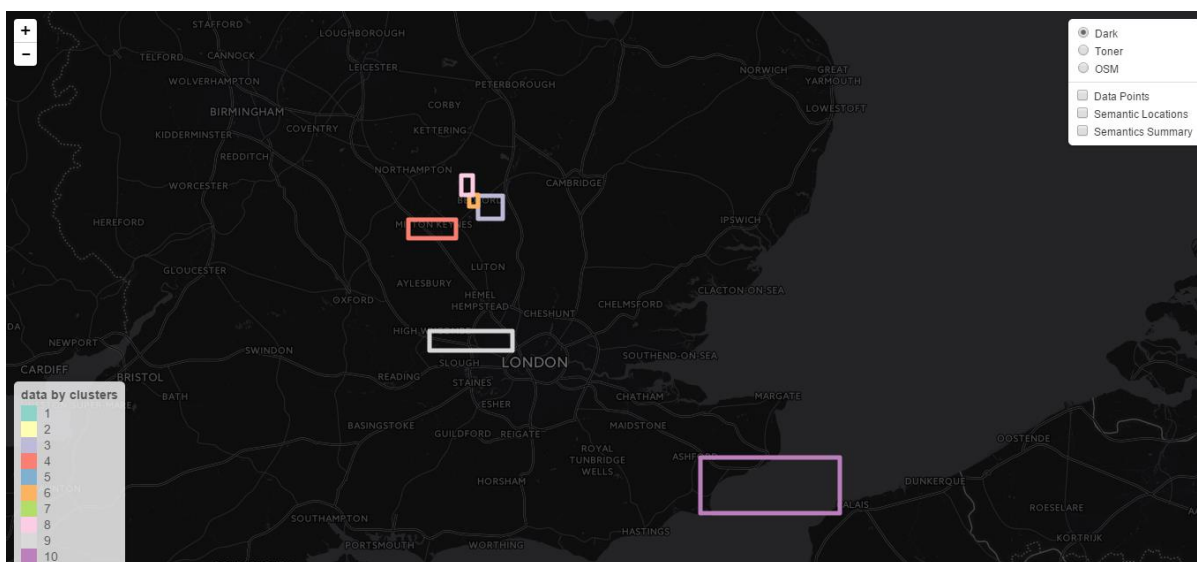 +
−
Dark
Toner
OSM
Data Points
Semantic Locations
Semantics Summary
STAFFORD
LOUGHBOROUGH
TELFORD
CANNOCK
LEICESTER
NORWICH
GREAT
YARMOUTH
WOLVERHAMPTON
PETERBOROUGH
CORBY
LOWESTOFT
BIRMINGHAM
COVENTRY
KETTERING
KIDDERMINSTER
REDDITCH
NORTHAMPTON
CAMBRIDGE
WORCESTER
HEREFORD
IPSWICH
GLOUCESTER
LUTON
AYLESBURY
HEMEL
HEMPSTEAD
CLACTON-ON-SEA
OXFORD
CHESHUNT
CHELMSFORD
NEWPORT
SWINDON
SLOUGH
LONDON
SOUTHEND-ON-SEA
CARDIFF
BRISTOL
READING
STAINES
BATH
ESHER
CHATHAM
MARGATE
BASINGSTOKE
GUILDFORD
REIGATE
MAIDSTONE
OOSTENDE
ROYAL
TUNBRIDGE
WELLS
HORSHAM
DUNKERQUE
ROESELARE
SOUTHAMPTON
HASTINGS
KORTRIJK
PORTSMOUTH
WORTHING
data by clusters
1
2
3
4
5
6
7
8
9
10